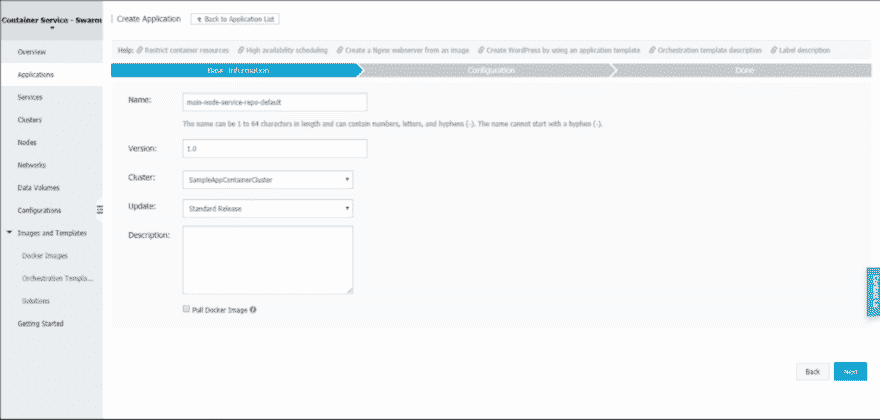 Container Service - Swarm
Create Application
Back to Application List
Help:
Restrict container resources
High availability scheduling
Create a Nginx webserver from an image
Create WordPress by using an application template
Orchestration template description
Label description
Basic Information
Configuration
Done
Overview
Applications
Services
Clusters
Nodes
Networks
Data Volumes
Configurations
Images and Templates
Docker Images
Orchestration Templa...
Solutions
Getting Started
Name:
main-node-service-repo-default
The name can be 1 to 64 characters in length and can contain numbers, letters, and hyphens (-). The name cannot start with a hyphen (-).
Version:
1.0
Cluster:
SampleAppContainerCluster
Update:
Standard Release
Description:
Pull Docker Image
Contact Us
Back
Next